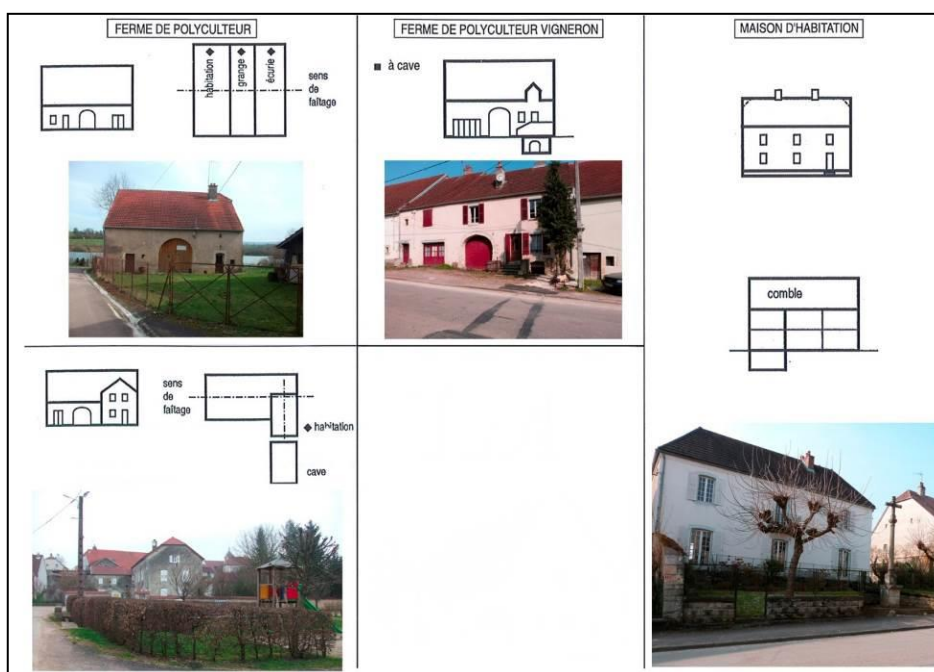 FERME DE POLYCULTEUR
habitation
grange
écurie
sens
de
faîtage
FERME DE POLYCULTEUR VIGNERON
à cave
MAISON D'HABITATION
comble
sens
de
faîtage
habitation
cave